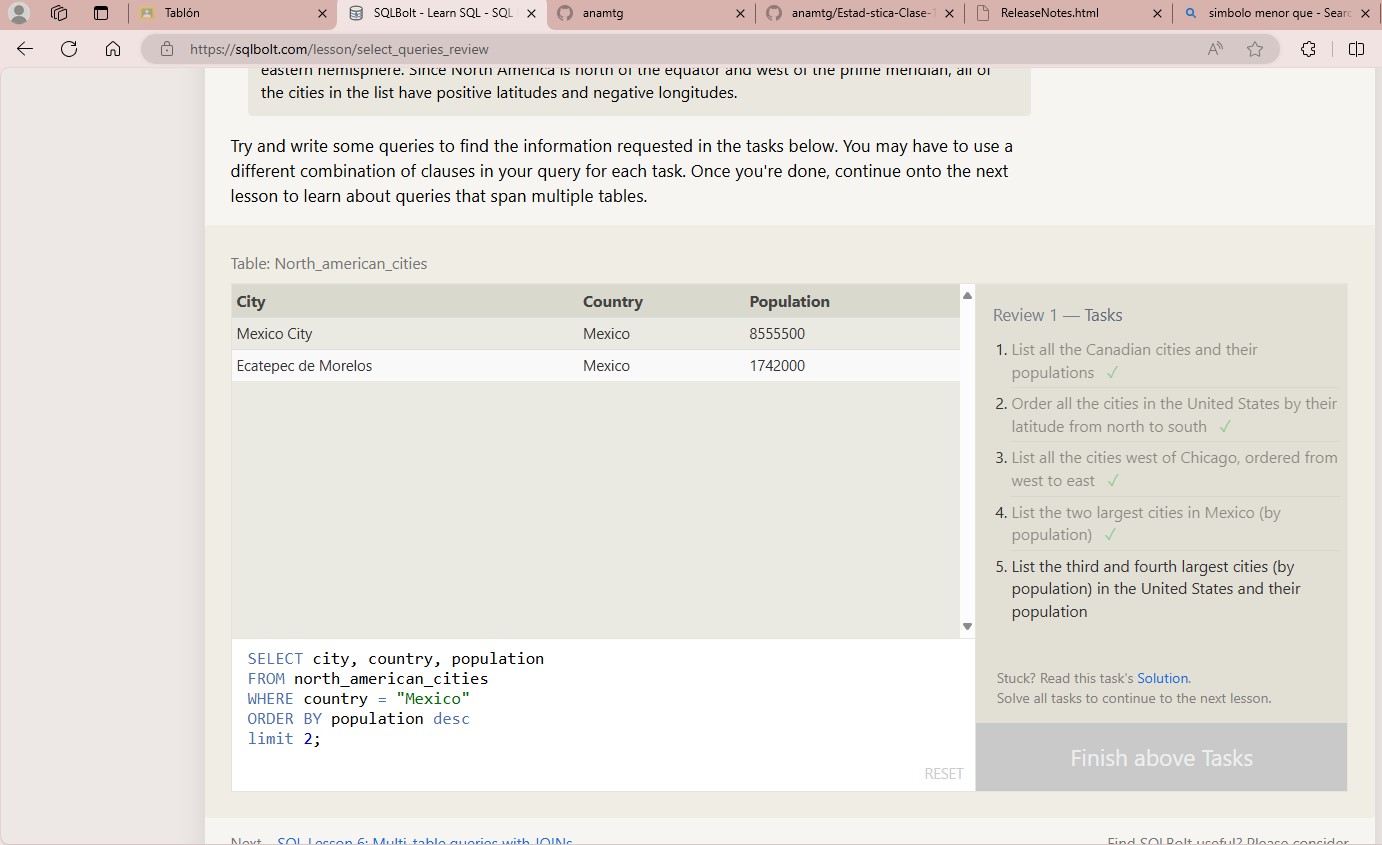 Tablón
SQLBolt - Learn SQL - SQL
anamtg
anamtg/Estad-stica-Clase-1
ReleaseNotes.html
simbolo menor que - Searc
https://sqlbolt.com/lesson/select_queries_review
eastern hemisphere. Since North America is north of the equator and west of the prime meridian, all of
the cities in the list have positive latitudes and negative longitudes.
Try and write some queries to find the information requested in the tasks below. You may have to use a
different combination of clauses in your query for each task. Once you're done, continue onto the next
lesson to learn about queries that span multiple tables.
Table: North_american_cities
City Country Population
Mexico City Mexico 8555500
Ecatepec de Morelos Mexico 1742000
SELECT city, country, population
FROM north_american_cities
WHERE country = "Mexico"
ORDER BY population desc
limit 2;
RESET
Review 1 — Tasks
1. List all the Canadian cities and their
populations ✓
2. Order all the cities in the United States by their
latitude from north to south ✓
3. List all the cities west of Chicago, ordered from
west to east ✓
4. List the two largest cities in Mexico (by
population) ✓
5. List the third and fourth largest cities (by
population) in the United States and their
population
Stuck? Read this task's Solution.
Solve all tasks to continue to the next lesson.
Finish above Tasks
Next – SQL Lesson 6: Multi-table queries with JOINs
Find SQLBolt useful? Please consider